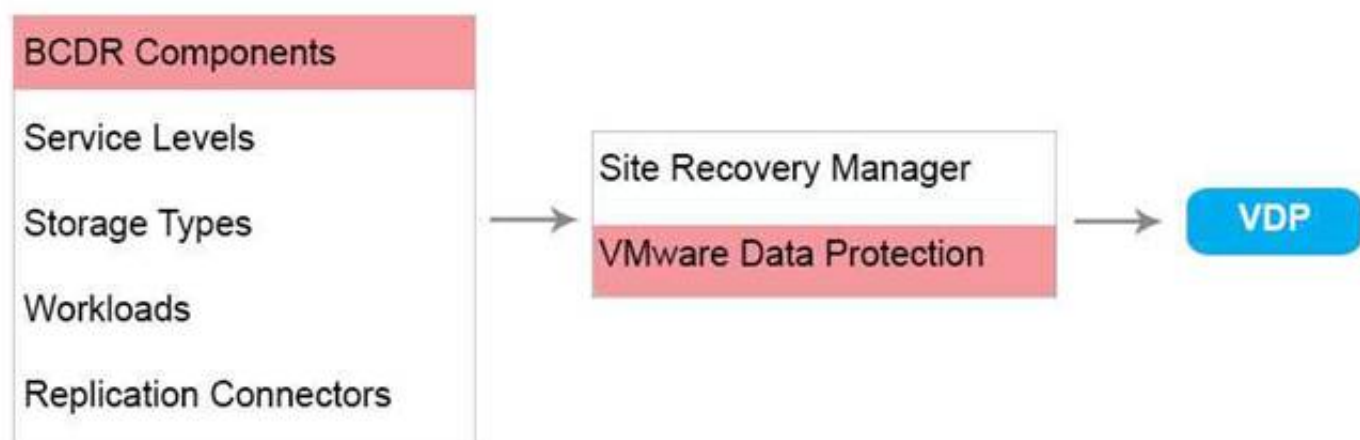 BCDR Components
Service Levels
Storage Types
Workloads
Replication Connectors
Site Recovery Manager
VMware Data Protection
VDP